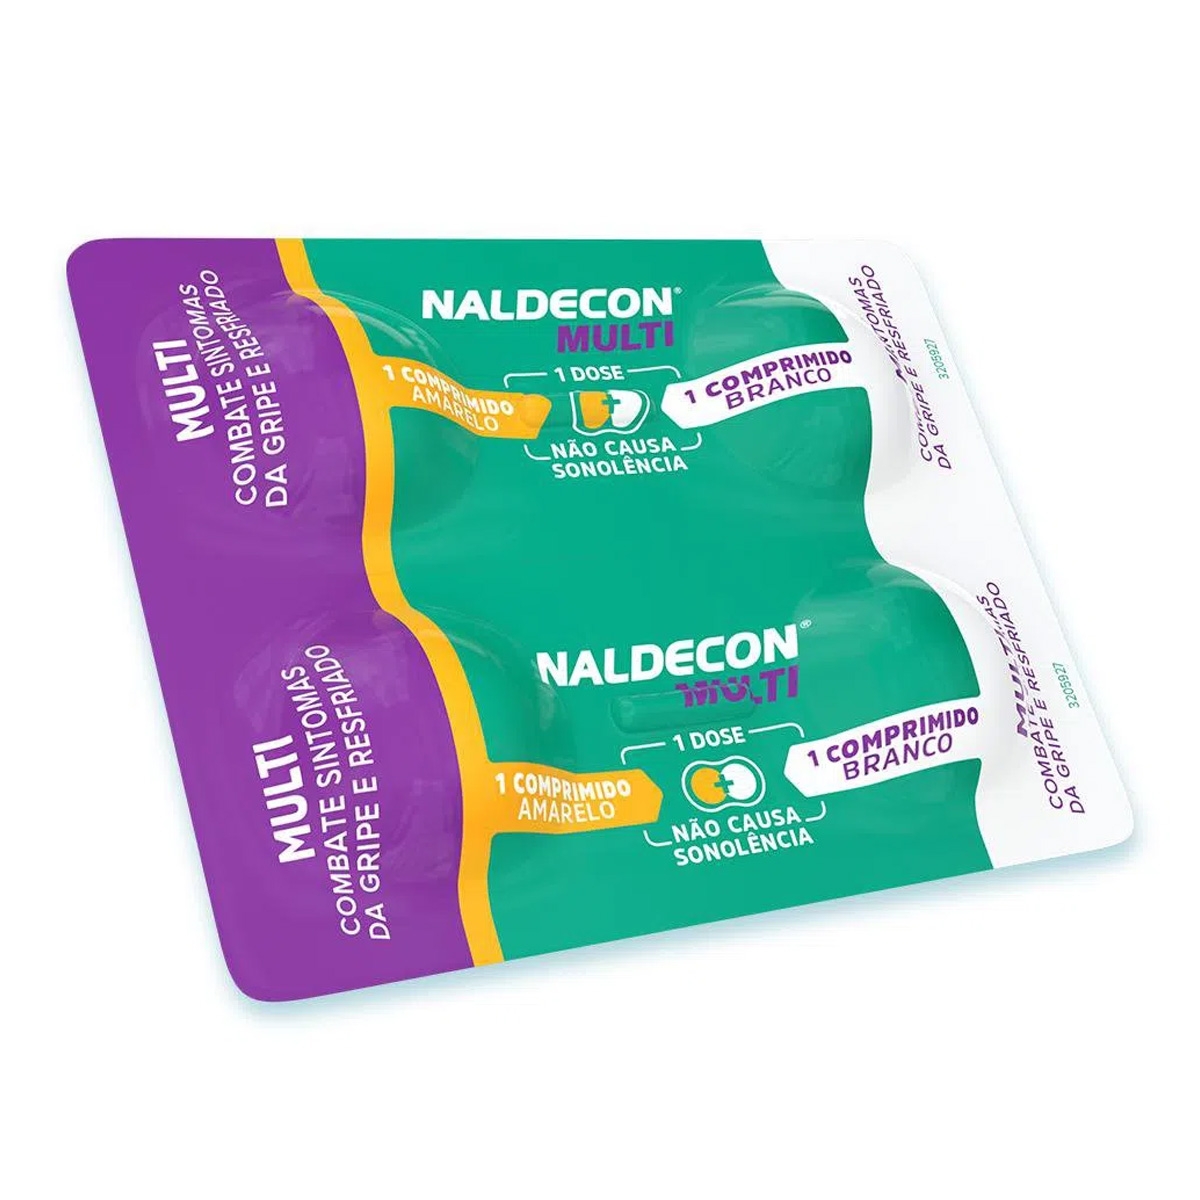 MULTI
COMBATE SINTOMAS
DA GRIPE E RESFRIADO
NALDECON®
MULTI
1 COMPRIMIDO
AMARELO
1 DOSE
NÃO CAUSA
SONOLÊNCIA
1 COMPRIMIDO
BRANCO
DA GRIPE E RESFRIADO
3205927
MULTI
COMBATE SINTOMAS
DA GRIPE E RESFRIADO
NALDECON®
MULTI
1 COMPRIMIDO
AMARELO
1 DOSE
NÃO CAUSA
SONOLÊNCIA
1 COMPRIMIDO
BRANCO
MULTI
COMBATE
DA GRIPE E RESFRIADO
3205927